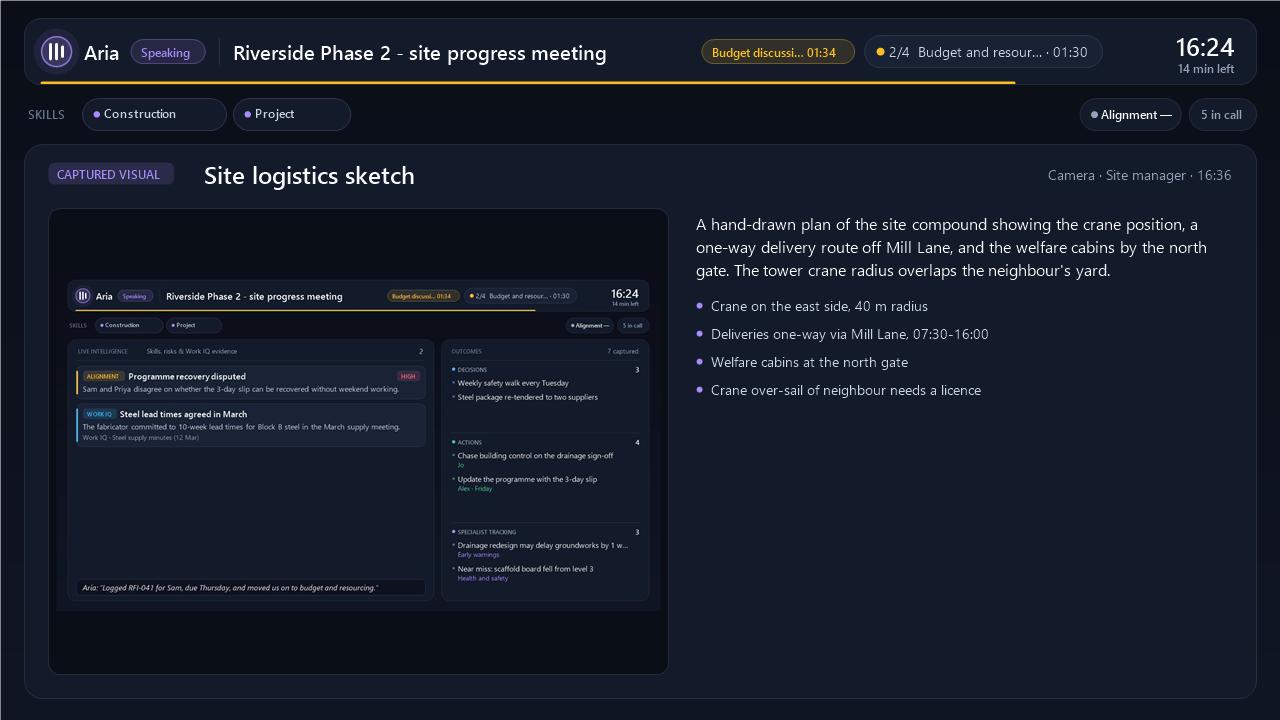 Aria
Speaking
Riverside Phase 2 - site progress meeting
Budget discussi... 01:34
2/4 Budget and resour... · 01:30
16:24
14 min left
SKILLS
Construction
Project
Alignment —
5 in call
CAPTURED VISUAL
Site logistics sketch
Camera · Site manager · 16:36
Aria
Speaking
Riverside Phase 2 - site progress meeting
Budget discussi... 01:34
2/4 Budget and resour... · 01:30
16:24
14 min left
SKILLS
Construction
Project
Alignment —
5 in call
LIVE INTELLIGENCE
Skills, risks & Work IQ evidence
2
ALIGNMENT
Programme recovery disputed
HIGH
Sam and Priya disagree on whether the 3-day slip can be recovered without weekend working.
WORK IQ
Steel lead times agreed in March
The fabricator committed to 10-week lead times for Block B steel in the March supply meeting.
Work IQ · Steel supply minutes (12 Mar)
Aria: "Logged RFI-041 for Sam, due Thursday, and moved us on to budget and resourcing."
OUTCOMES
7 captured
DECISIONS
3
Weekly safety walk every Tuesday
Steel package re-tendered to two suppliers
ACTIONS
4
Chase building control on the drainage sign-off
Jo
Update the programme with the 3-day slip
Alex · Friday
SPECIALIST TRACKING
3
Drainage redesign may delay groundworks by 1 w...
Early warnings
Near miss: scaffold board fell from level 3
Health and safety
A hand-drawn plan of the site compound showing the crane position, a
one-way delivery route off Mill Lane, and the welfare cabins by the north
gate. The tower crane radius overlaps the neighbour's yard.
Crane on the east side, 40 m radius
Deliveries one-way via Mill Lane, 07:30-16:00
Welfare cabins at the north gate
Crane over-sail of neighbour needs a licence